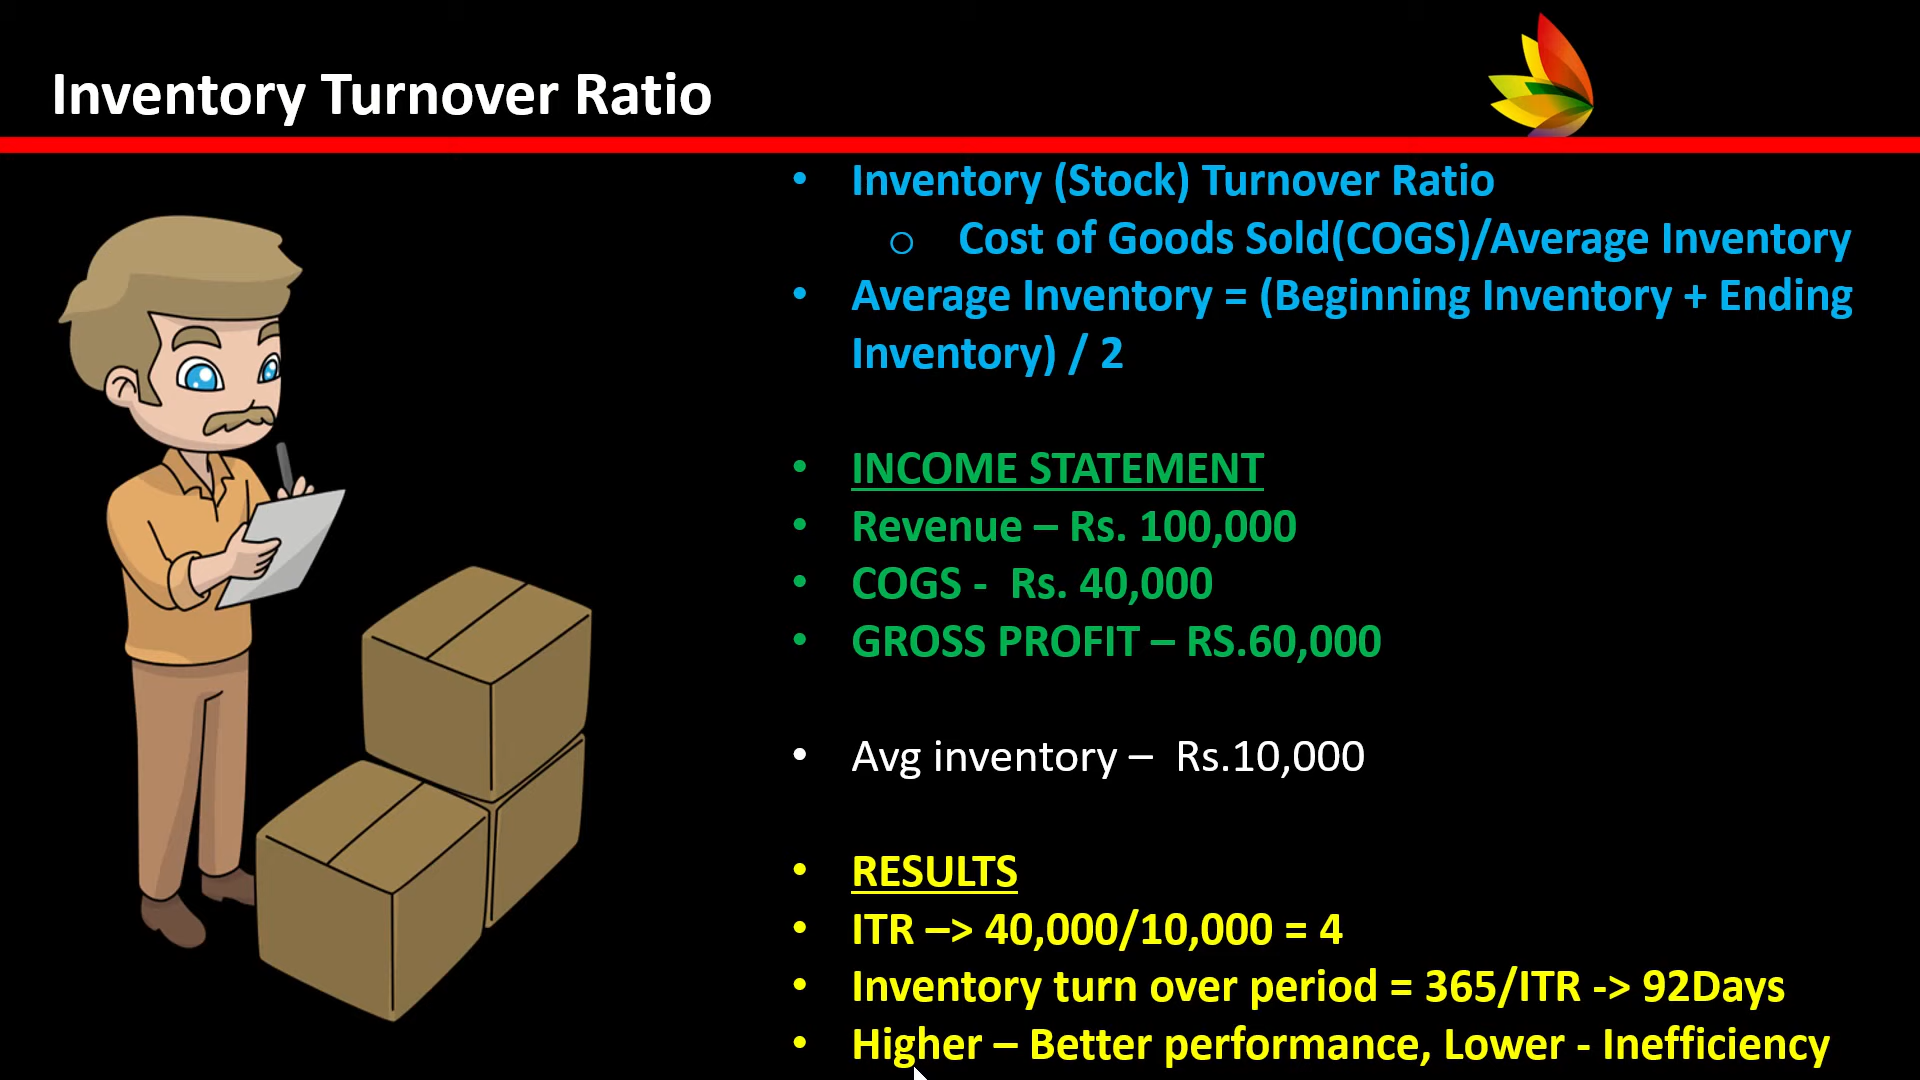 Inventory Turnover Ratio
• Inventory (Stock) Turnover Ratio
o Cost of Goods Sold(COGS)/Average Inventory
• Average Inventory = (Beginning Inventory + Ending
Inventory) / 2
• INCOME STATEMENT
• Revenue – Rs. 100,000
• COGS - Rs. 40,000
• GROSS PROFIT – RS.60,000
• Avg inventory – Rs.10,000
• RESULTS
• ITR –> 40,000/10,000 = 4
• Inventory turn over period = 365/ITR -> 92Days
• Higher – Better performance, Lower - Inefficiency